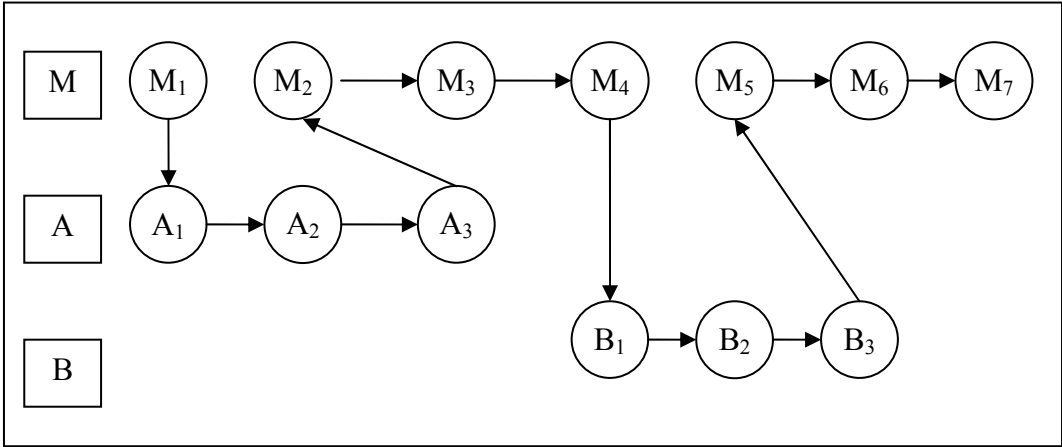 M M₁ M₂ M₃ M₄ M₅ M₆ M₇
A A₁ A₂ A₃
B₁ B₂ B₃
B